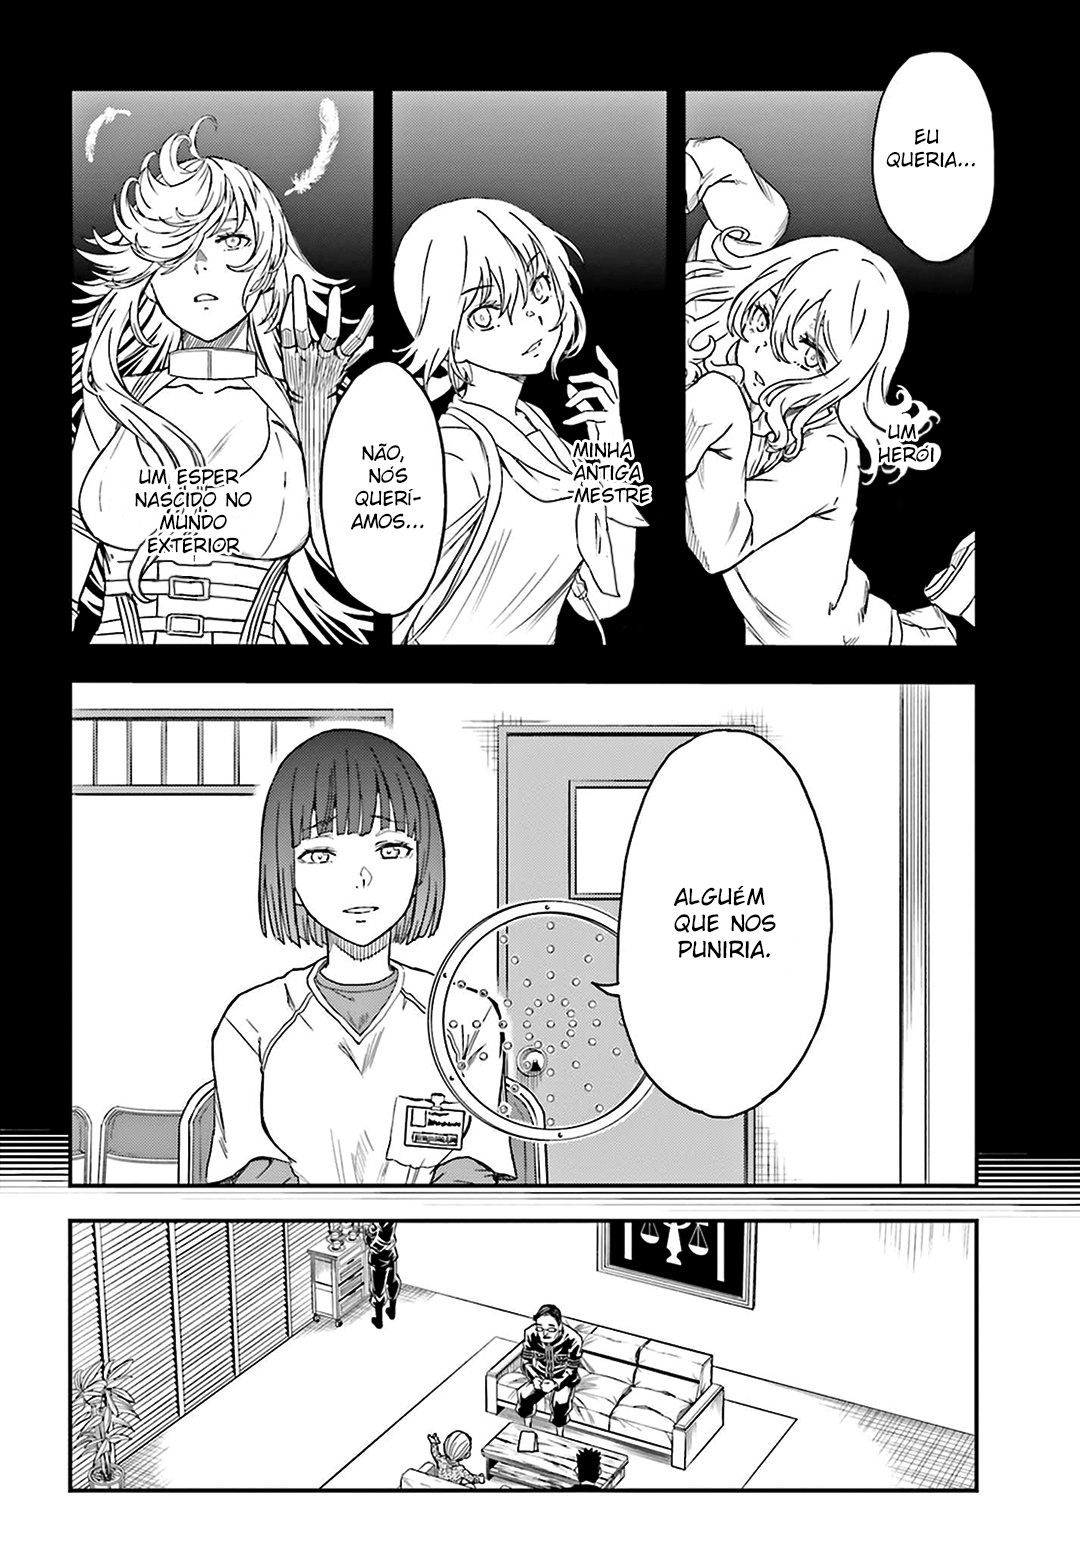 EU
QUERIA...
UM
HERÓI
MINHA
ANTIGA
MESTRE
NÃO,
NÓS
QUERÍ-
AMOS...
UM ESPER
NASCIDO NO
MUNDO
EXTERIOR
ALGUÉM
QUE NOS
PUNIRIA.